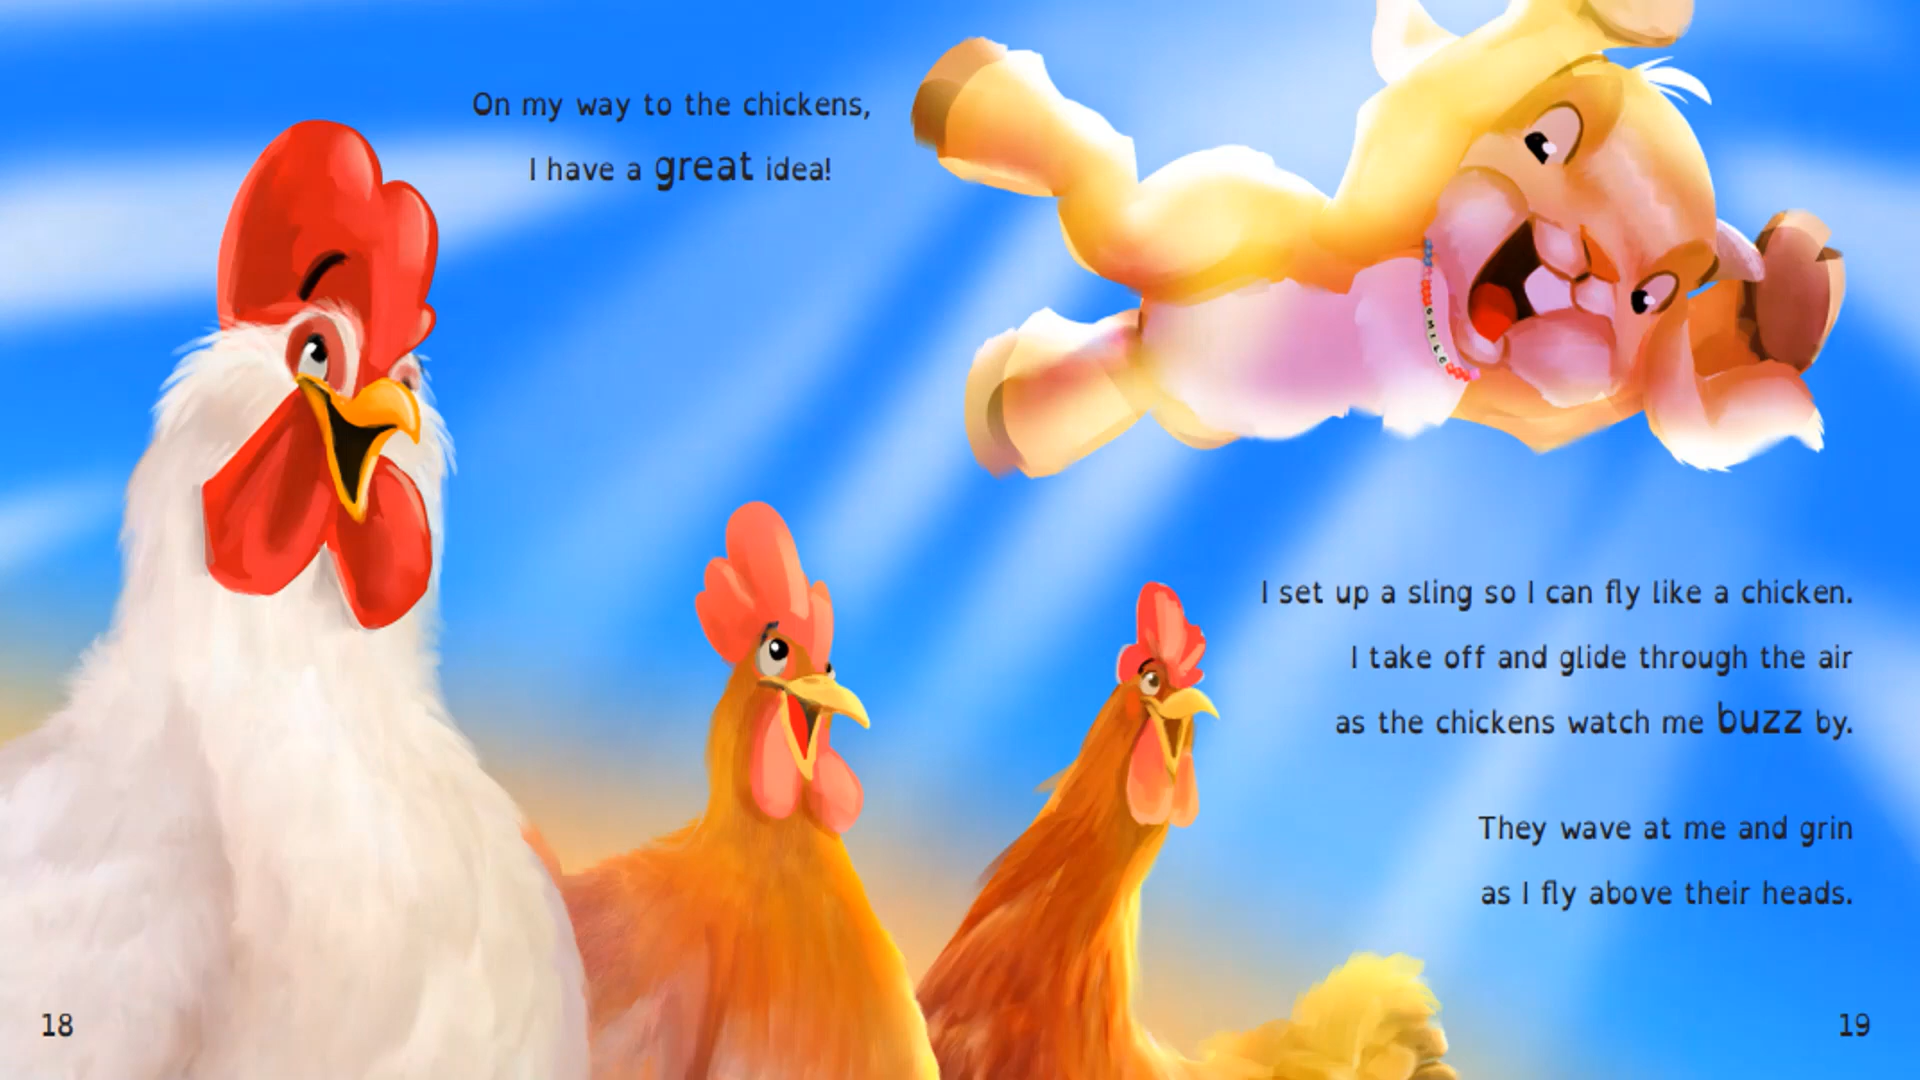 On my way to the chickens,
I have a great idea!
I set up a sling so I can fly like a chicken.
I take off and glide through the air
as the chickens watch me buzz by.
They wave at me and grin
as I fly above their heads.
18
19